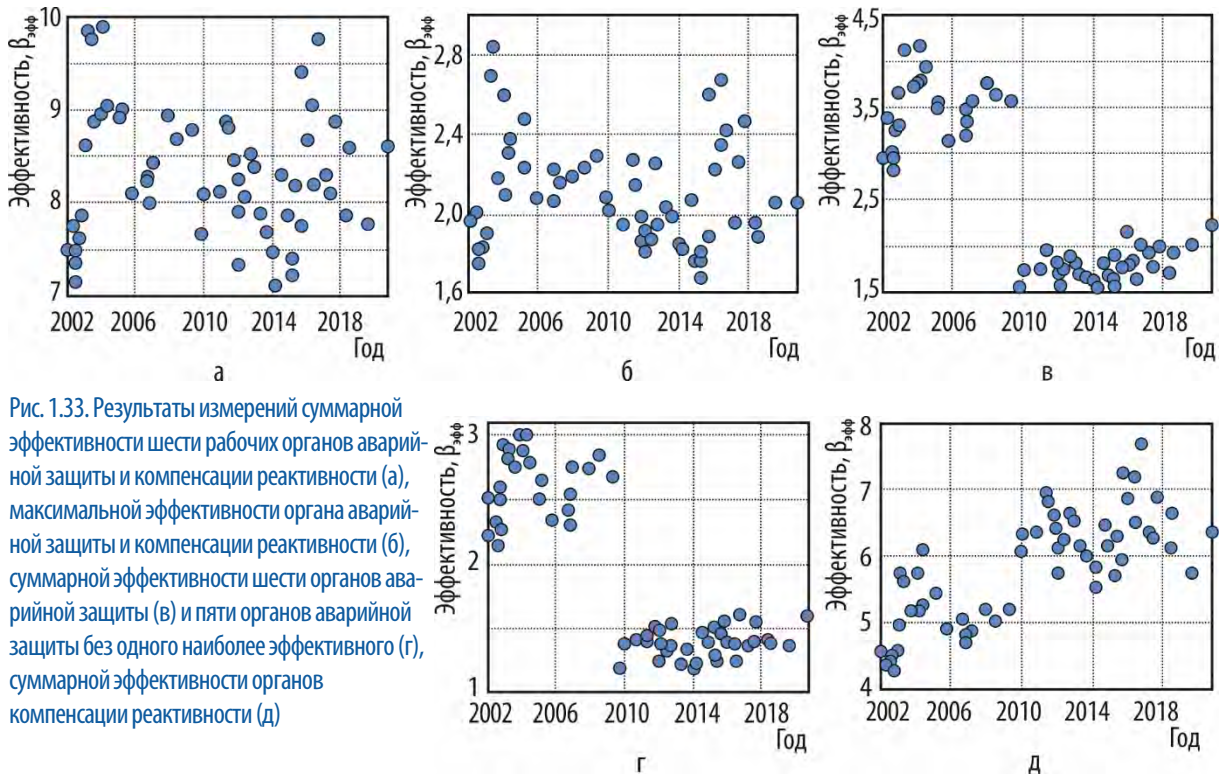 Эффективность, βэфф
10
9
8
7
2002 2006 2010 2014 2018
Год
а
Эффективность, βэфф
2,8
2,4
2,0
1,6
2002 2006 2010 2014 2018
Год
б
Эффективность, βэфф
4,5
3,5
2,5
1,5
2002 2006 2010 2014 2018
Год
в
Рис. 1.33. Результаты измерений суммарной
эффективности шести рабочих органов аварий-
ной защиты и компенсации реактивности (а),
максимальной эффективности органа аварий-
ной защиты и компенсации реактивности (б),
суммарной эффективности шести органов ава-
рийной защиты (в) и пяти органов аварийной
защиты без одного наиболее эффективного (г),
суммарной эффективности органов
компенсации реактивности (д)
Эффективность, βэфф
3
2
1
2002 2006 2010 2014 2018
Год
г
Эффективность, βэфф
8
7
6
5
4
2002 2006 2010 2014 2018
Год
д